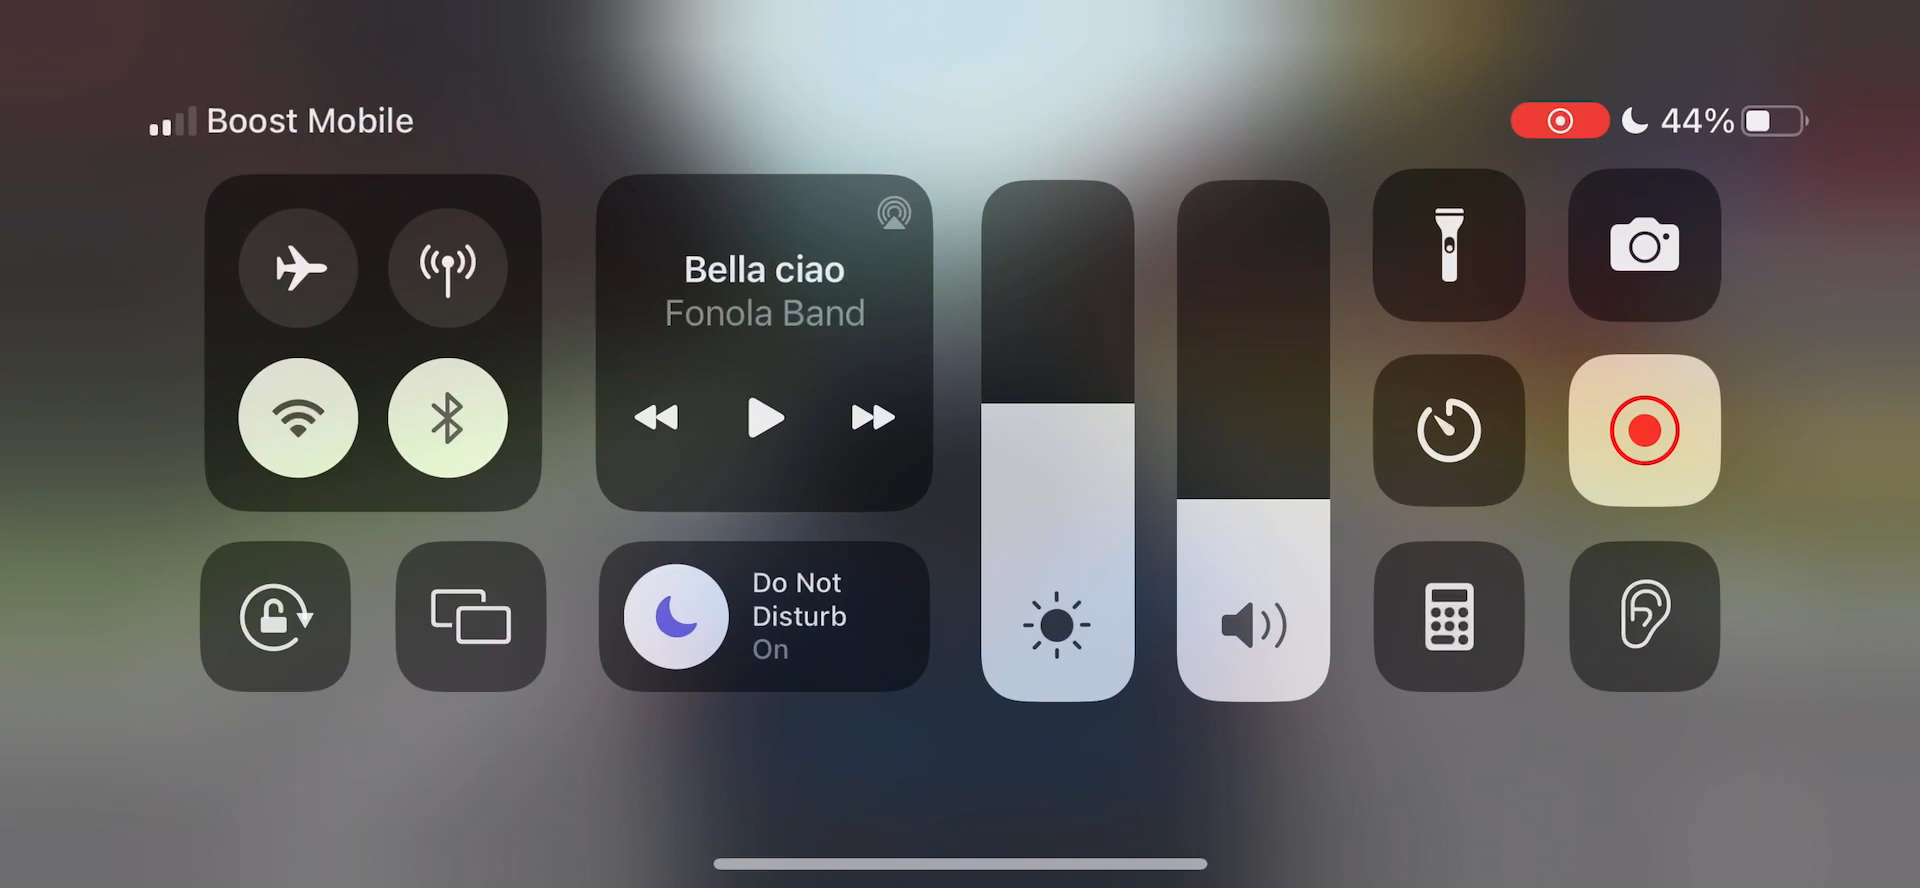 Boost Mobile
44%
Bella ciao
Fonola Band
Do Not
Disturb
On